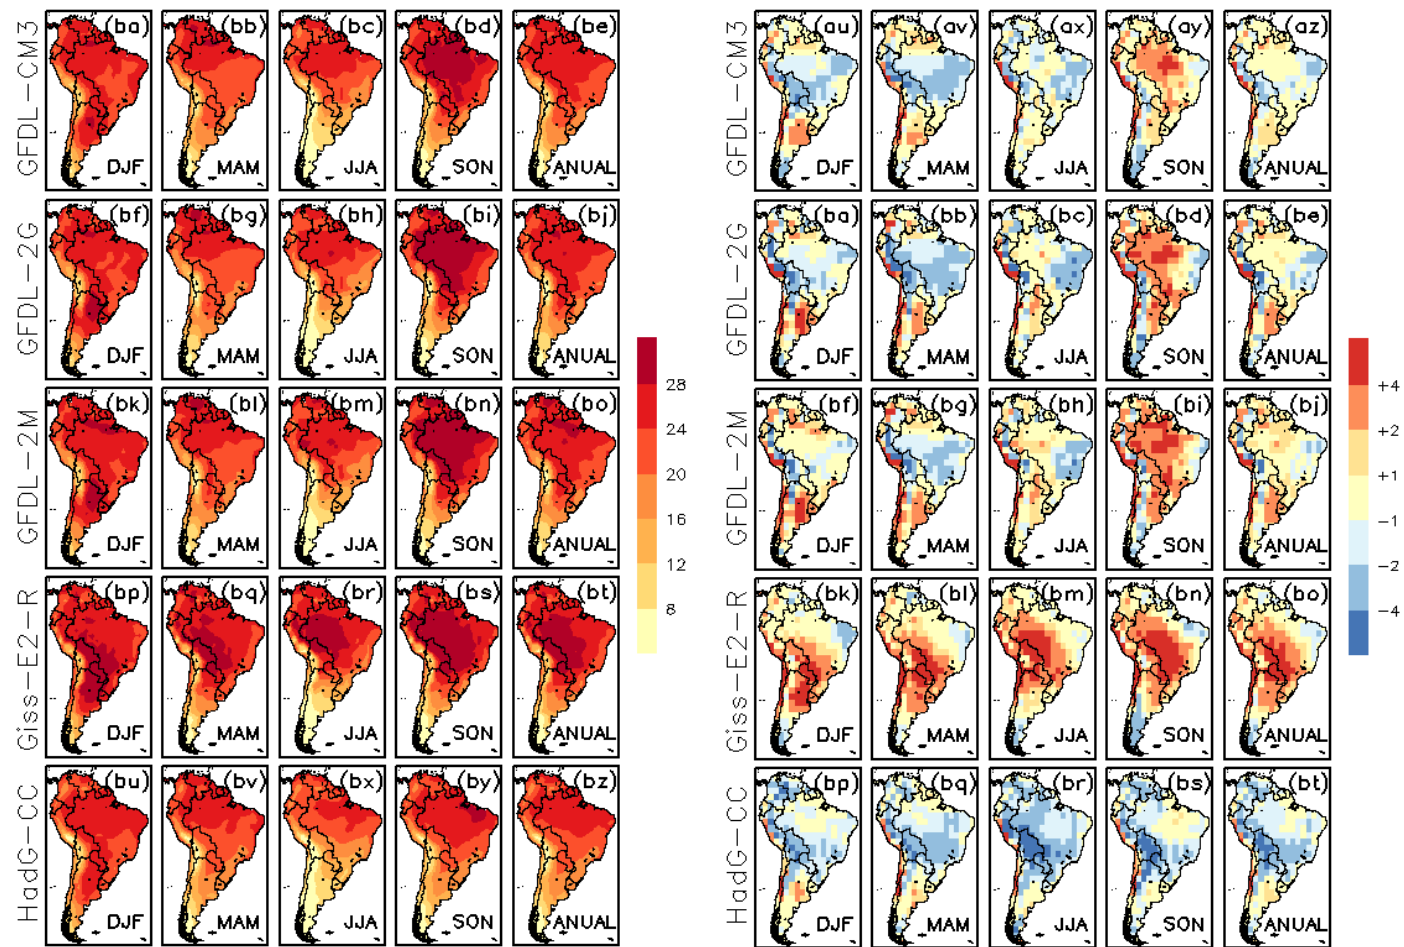 GFDL-CM3
(ba) (bb) (bc) (bd) (be)
DJF MAM JJA SON ANUAL
GFDL-2G
(bf) (bg) (bh) (bi) (bj)
DJF MAM JJA SON ANUAL
GFDL-2M
(bk) (bl) (bm) (bn) (bo)
DJF MAM JJA SON ANUAL
Giss-E2-R
(bp) (bq) (br) (bs) (bt)
DJF MAM JJA SON ANUAL
HadG-CC
(bu) (bv) (bx) (by) (bz)
DJF MAM JJA SON ANUAL
28
24
20
16
12
8
GFDL-CM3
(au) (av) (ax) (ay) (az)
DJF MAM JJA SON ANUAL
GFDL-2G
(ba) (bb) (bc) (bd) (be)
DJF MAM JJA SON ANUAL
GFDL-2M
(bf) (bg) (bh) (bi) (bj)
DJF MAM JJA SON ANUAL
Giss-E2-R
(bk) (bl) (bm) (bn) (bo)
DJF MAM JJA SON ANUAL
HadG-CC
(bp) (bq) (br) (bs) (bt)
DJF MAM JJA SON ANUAL
+4
+2
+1
-1
-2
-4